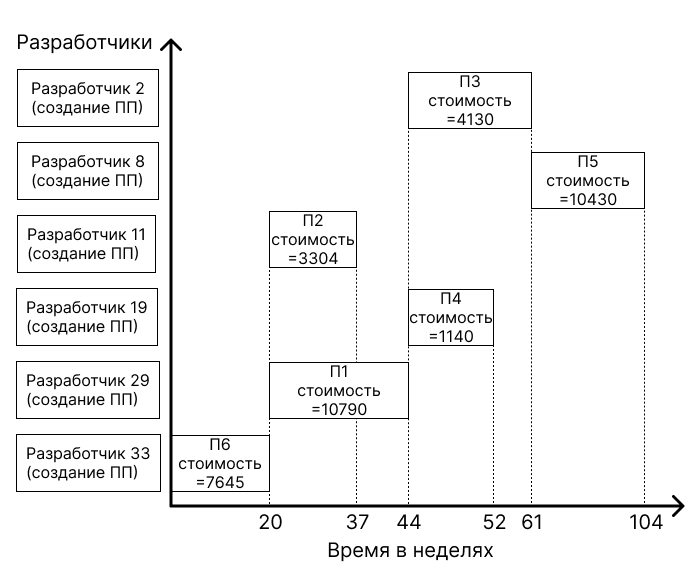 Разработчики
Разработчик 2
(создание ПП)
П3
стоимость
=4130
Разработчик 8
(создание ПП)
П5
стоимость
=10430
Разработчик 11
(создание ПП)
П2
стоимость
=3304
Разработчик 19
(создание ПП)
П4
стоимость
=1140
Разработчик 29
(создание ПП)
П1
стоимость
=10790
Разработчик 33
(создание ПП)
П6
стоимость
=7645
20 37 44 52 61 104
Время в неделях